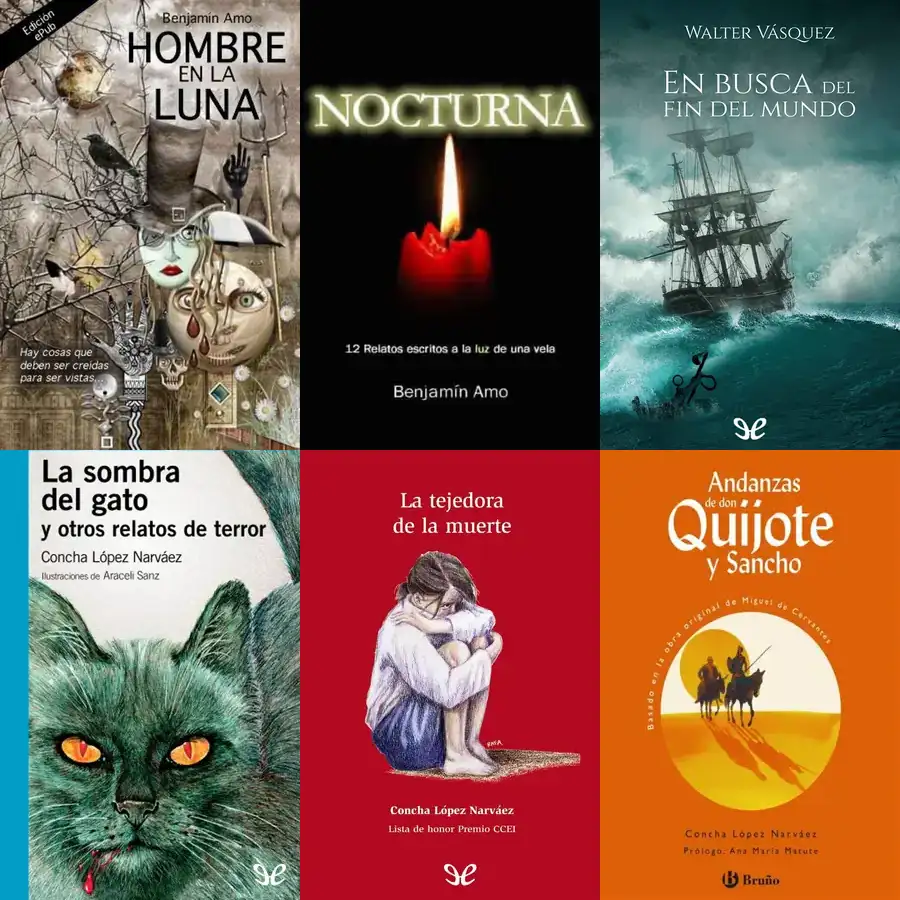 Edición
ePub
Benjamín Amo
HOMBRE
EN LA
LUNA
Hay cosas que
deben ser creidas
para ser vistas...
NOCTURNA
12 Relatos escritos a la luz de una vela
Benjamín Amo
WALTER VÁSQUEZ
EN BUSCA DEL
FIN DEL MUNDO
La sombra
del gato
y otros relatos de terror
Concha López Narváez
Ilustraciones de Araceli Sanz
La tejedora
de la muerte
RAFA
Concha López Narváez
Lista de honor Premio CCEI
Andanzas
de don
Quijote
y Sancho
Basado en la obra original de Miguel de Cervantes
Concha López Narváez
Prólogo: Ana María Matute
Bruño